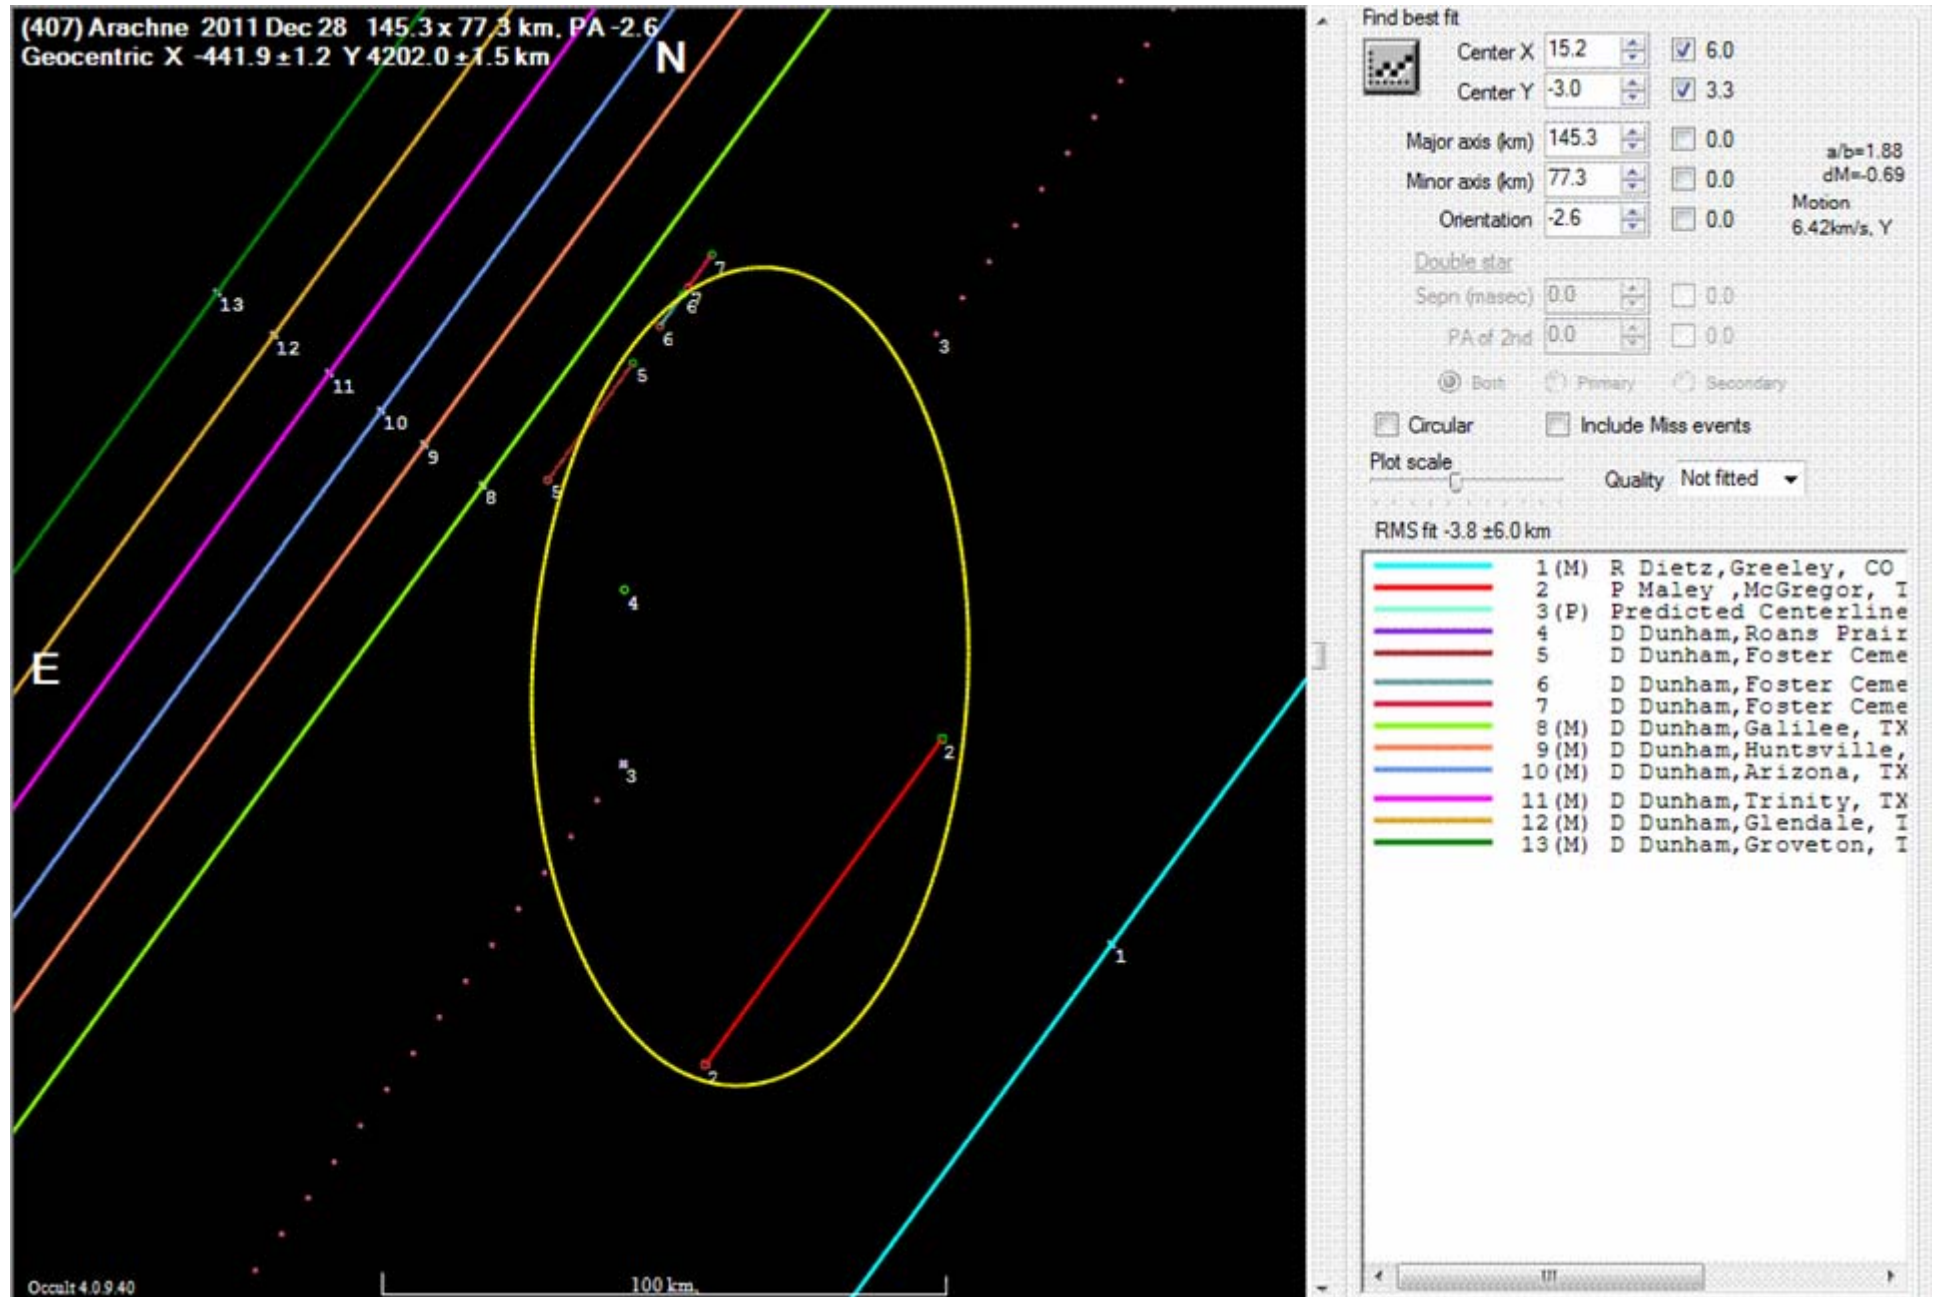 (407) Arachne 2011 Dec 28 145.3 x 77.3 km, PA -2.6
Geocentric X -441.9 ±1.2 Y 4202.0 ±1.5 km
N
E
13
12
11
10
9
8
7
7
6
6
5
5
4
3
3
2
2
1
100 km.
Occult 4.0.9.40
Find best fit
Center X 15.2 6.0
Center Y -3.0 3.3
Major axis (km) 145.3 0.0
Minor axis (km) 77.3 0.0
Orientation -2.6 0.0
a/b=1.88
dM=-0.69
Motion
6.42km/s, Y
Double star
Sepn (masec) 0.0 0.0
PA of 2nd 0.0 0.0
Both Primary Secondary
Circular Include Miss events
Plot scale
Quality Not fitted
RMS fit -3.8 ±6.0 km
1(M) R Dietz,Greeley, CO
2 P Maley ,McGregor, T
3(P) Predicted Centerline
4 D Dunham,Roans Prair
5 D Dunham,Foster Ceme
6 D Dunham,Foster Ceme
7 D Dunham,Foster Ceme
8(M) D Dunham,Galilee, TX
9(M) D Dunham,Huntsville,
10(M) D Dunham,Arizona, TX
11(M) D Dunham,Trinity, TX
12(M) D Dunham,Glendale, T
13(M) D Dunham,Groveton, T